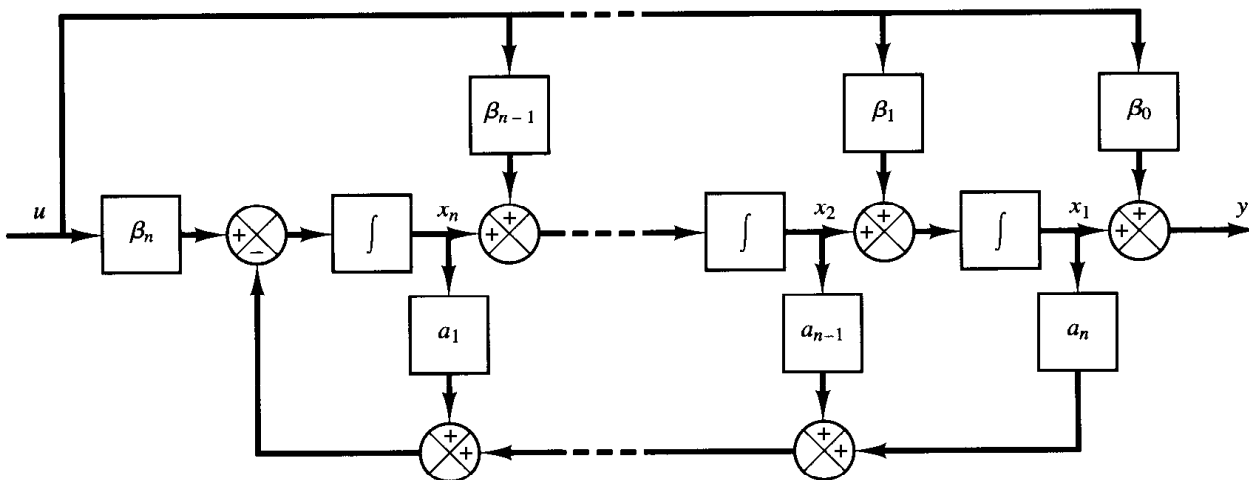 β_{n-1} β_1 β_0
u β_n + − ∫ x_n + + ∫ x_2 + + ∫ x_1 + + y
a_1 a_{n-1} a_n
+ + + +